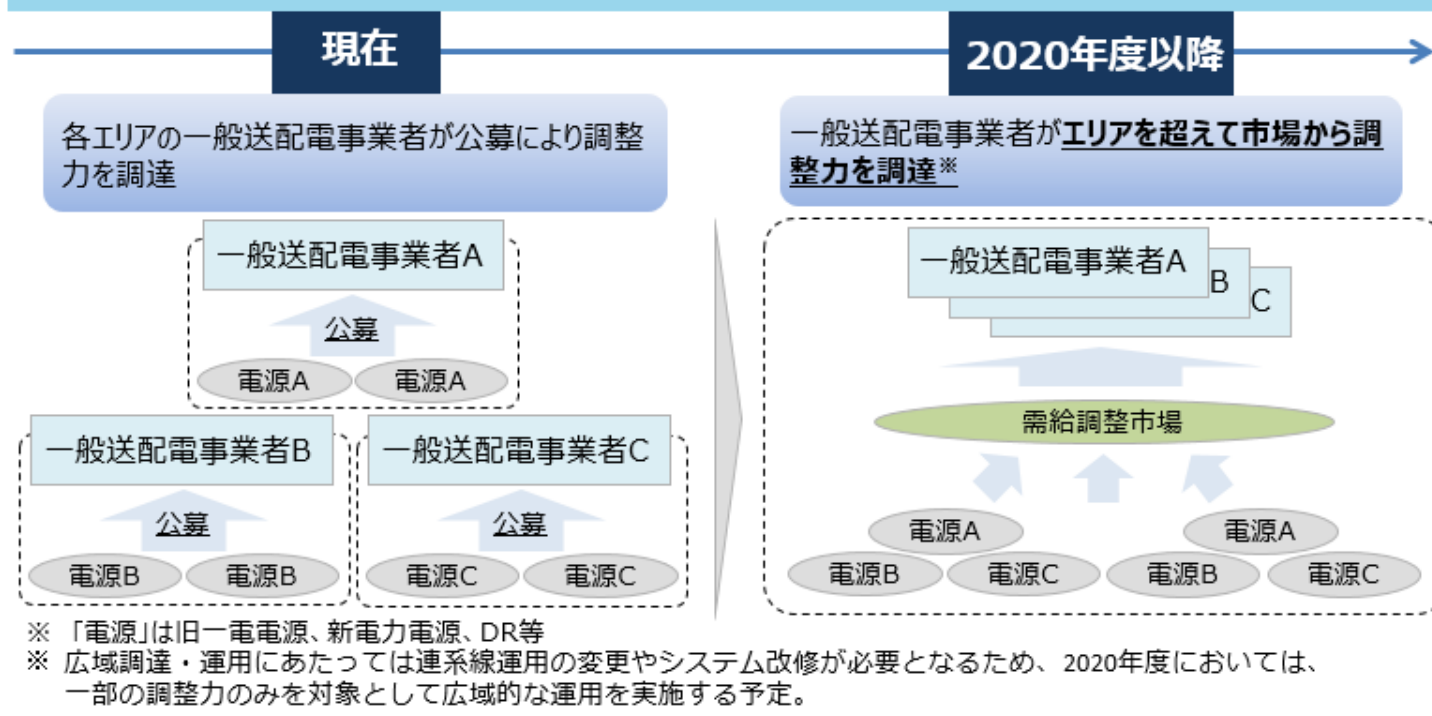 現在
2020年度以降
各エリアの一般送配電事業者が公募により調整
力を調達
一般送配電事業者がエリアを超えて市場から調
整力を調達※
一般送配電事業者A
公募
電源A
電源A
一般送配電事業者B
公募
電源B
電源B
一般送配電事業者C
公募
電源C
電源C
一般送配電事業者A
B
C
需給調整市場
電源A
電源A
電源B
電源C
電源B
電源C
※ 「電源」は旧一電電源、新電力電源、DR等
※ 広域調達・運用にあたっては連系線運用の変更やシステム改修が必要となるため、2020年度においては、
一部の調整力のみを対象として広域的な運用を実施する予定。